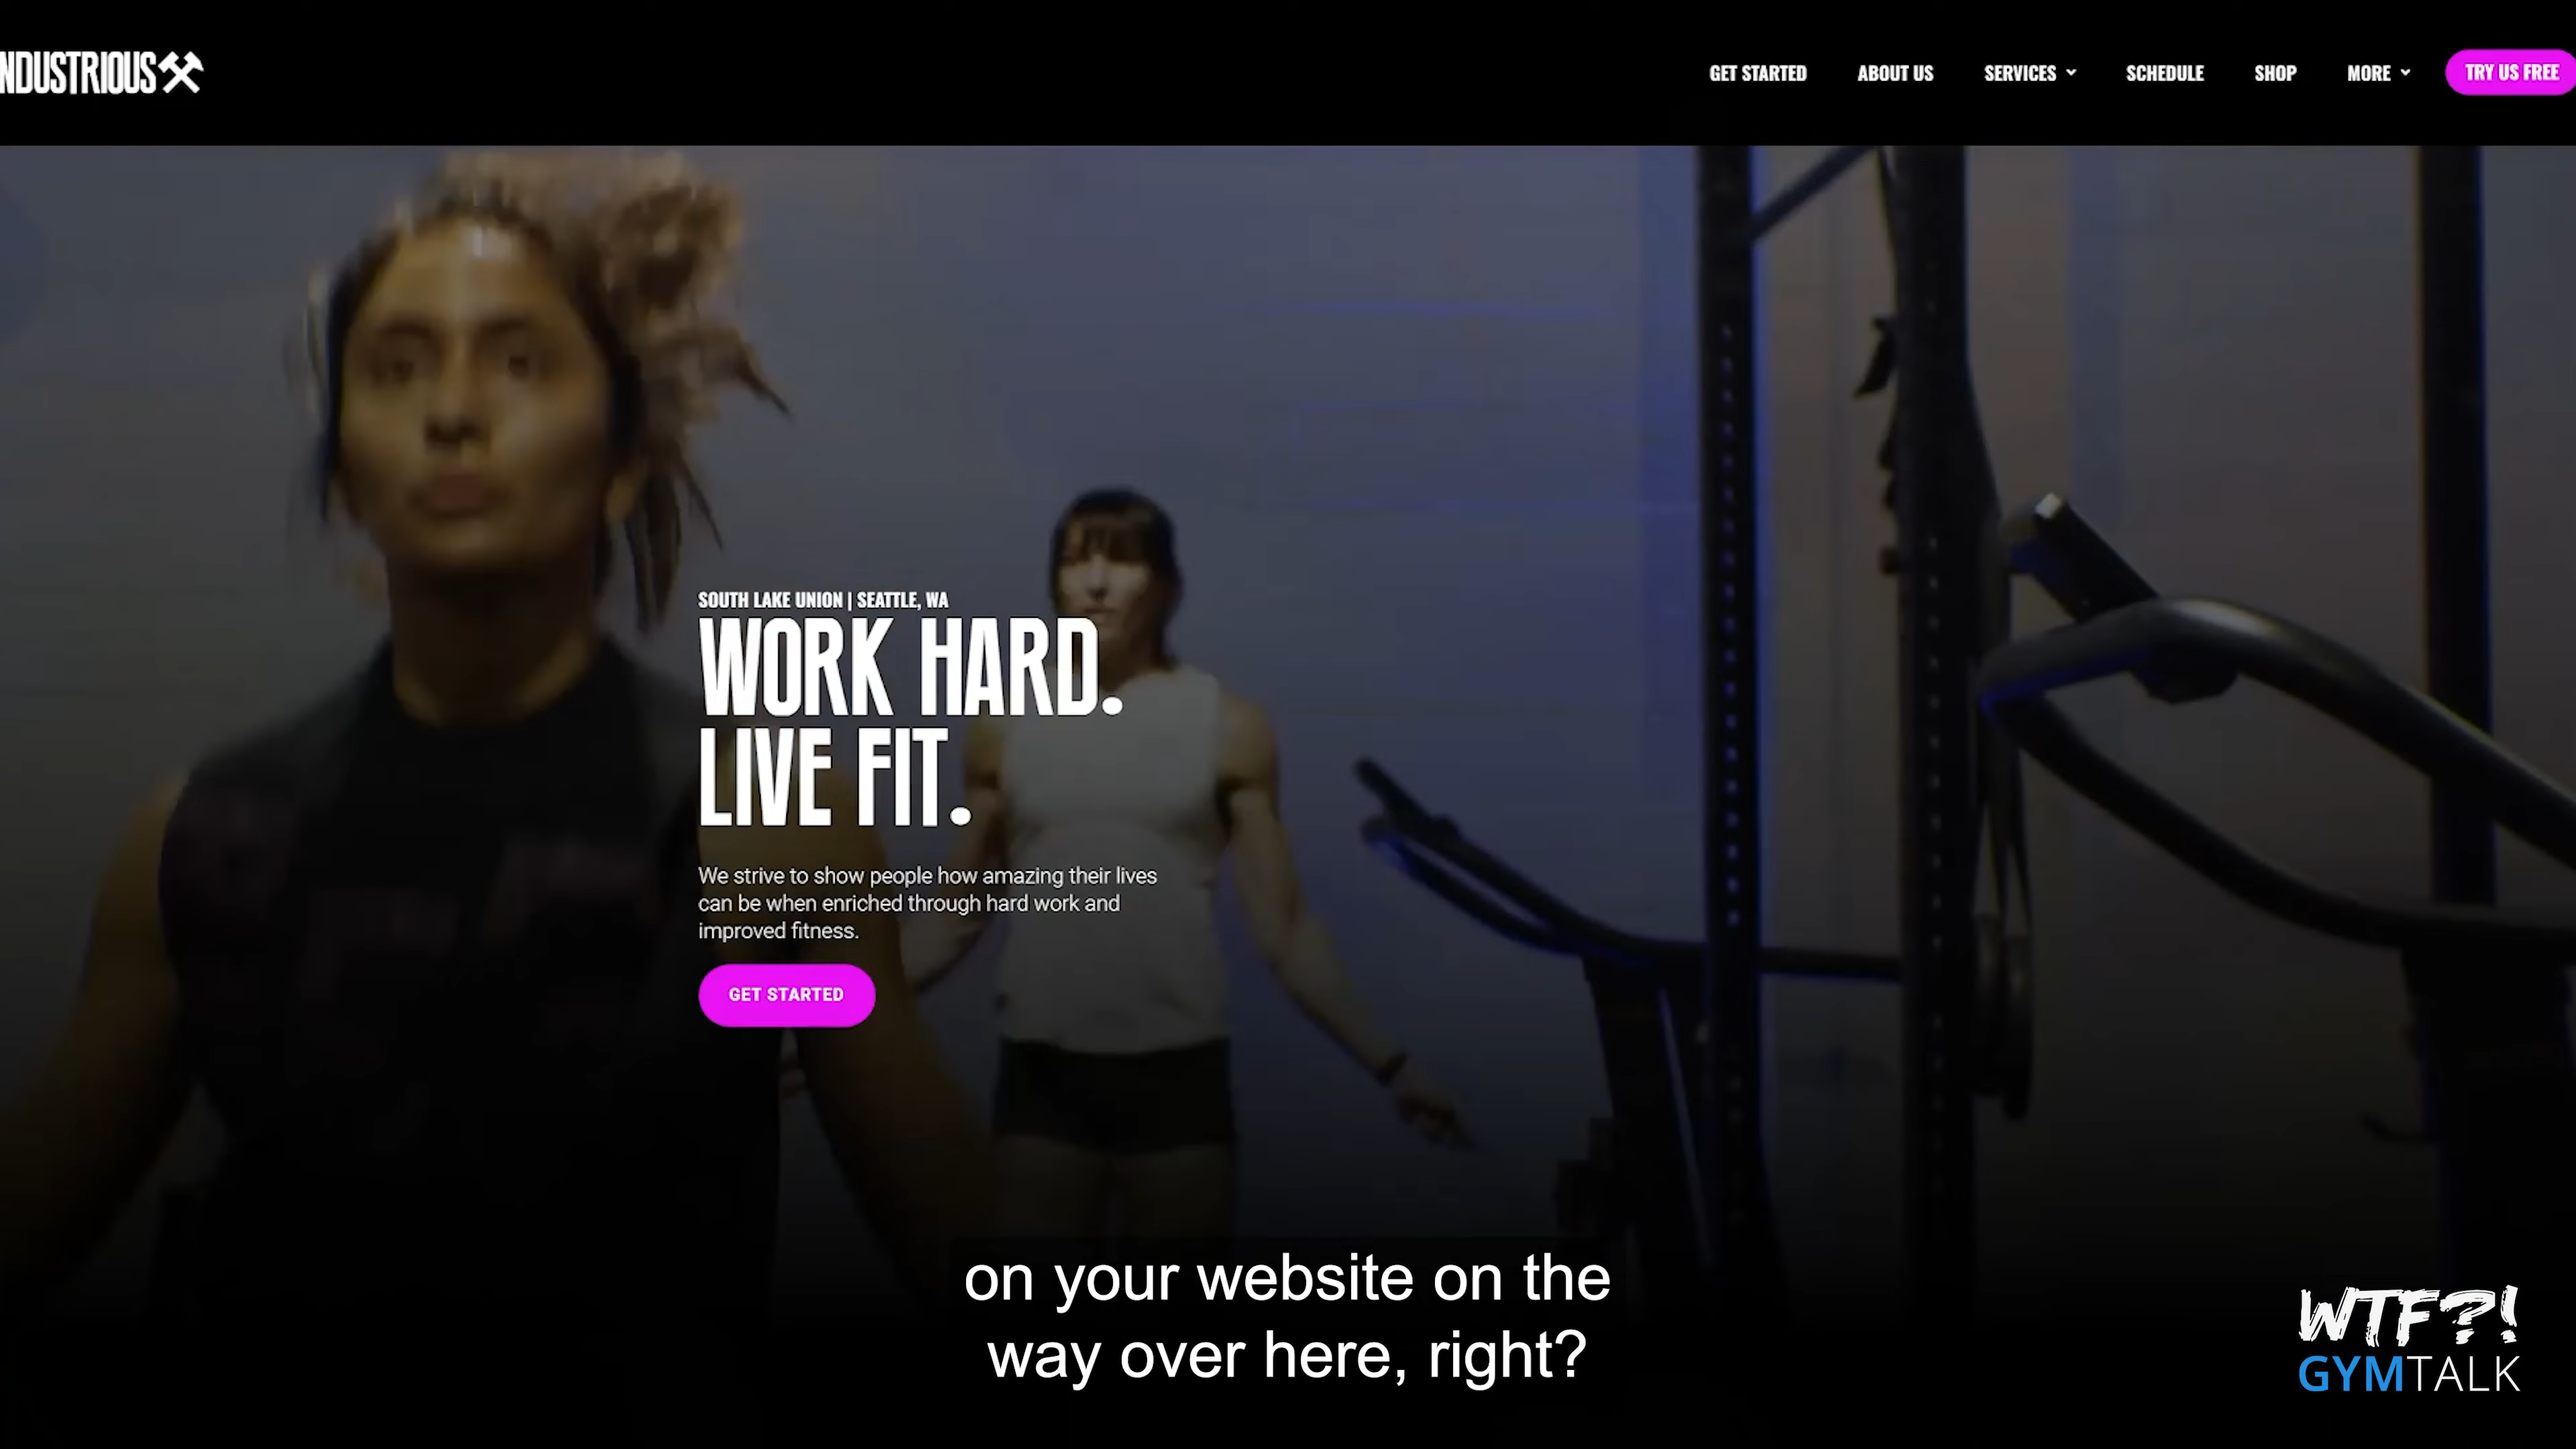 NDUSTRIOUS
GET STARTED
ABOUT US
SERVICES
SCHEDULE
SHOP
MORE
TRY US FREE
SOUTH LAKE UNION | SEATTLE, WA
WORK HARD.
LIVE FIT.
We strive to show people how amazing their lives
can be when enriched through hard work and
improved fitness.
GET STARTED
on your website on the
way over here, right?
WTF?!
GYMTALK